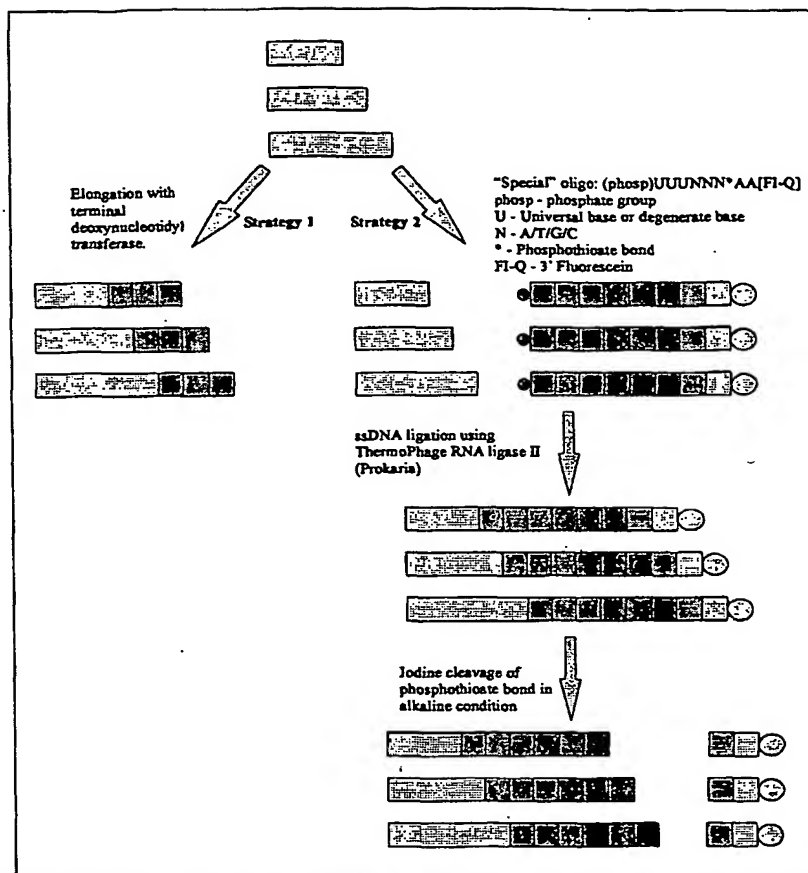 Elongation with
terminal
deoxynucleotidyl
transferase.
Strategy 1
Strategy 2
"Special" oligo: (phosp)UUUNNN*AA[FI-Q]
phosp - phosphate group
U - Universal base or degenerate base
N - A/T/G/C
* - Phosphothioate bond
FI-Q - 3' Fluorescein
ssDNA ligation using
ThermoPhage RNA ligase II
(Prokaria)
Iodine cleavage of
phosphothioate bond in
alkaline condition